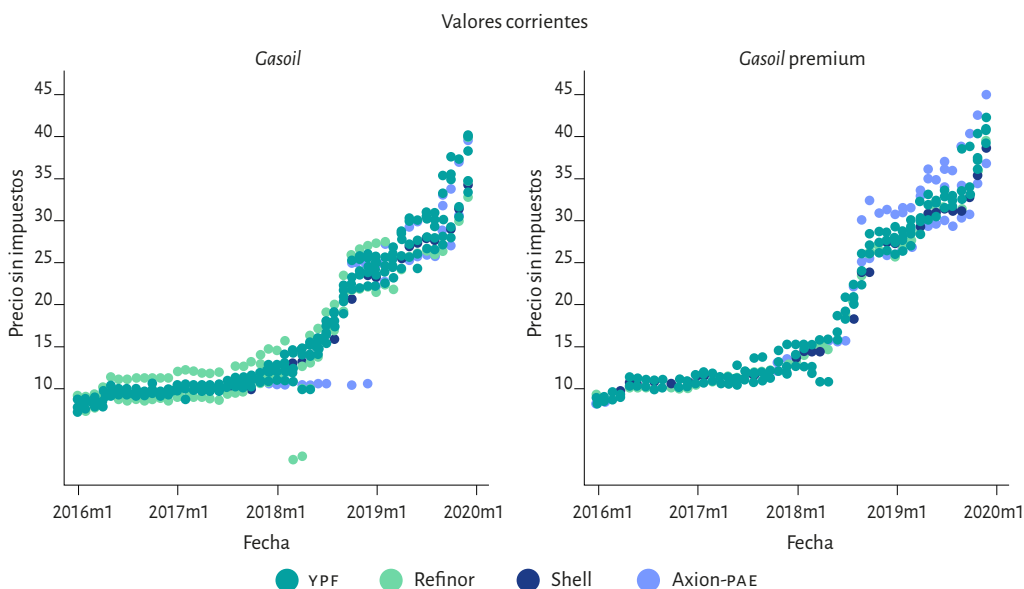 Valores corrientes
Gasoil
Gasoil premium
Precio sin impuestos
45
40
35
30
25
20
15
10
2016m1 2017m1 2018m1 2019m1 2020m1
Fecha
Precio sin impuestos
45
40
35
30
25
20
15
10
2016m1 2017m1 2018m1 2019m1 2020m1
Fecha
YPF Refinor Shell Axion-PAE